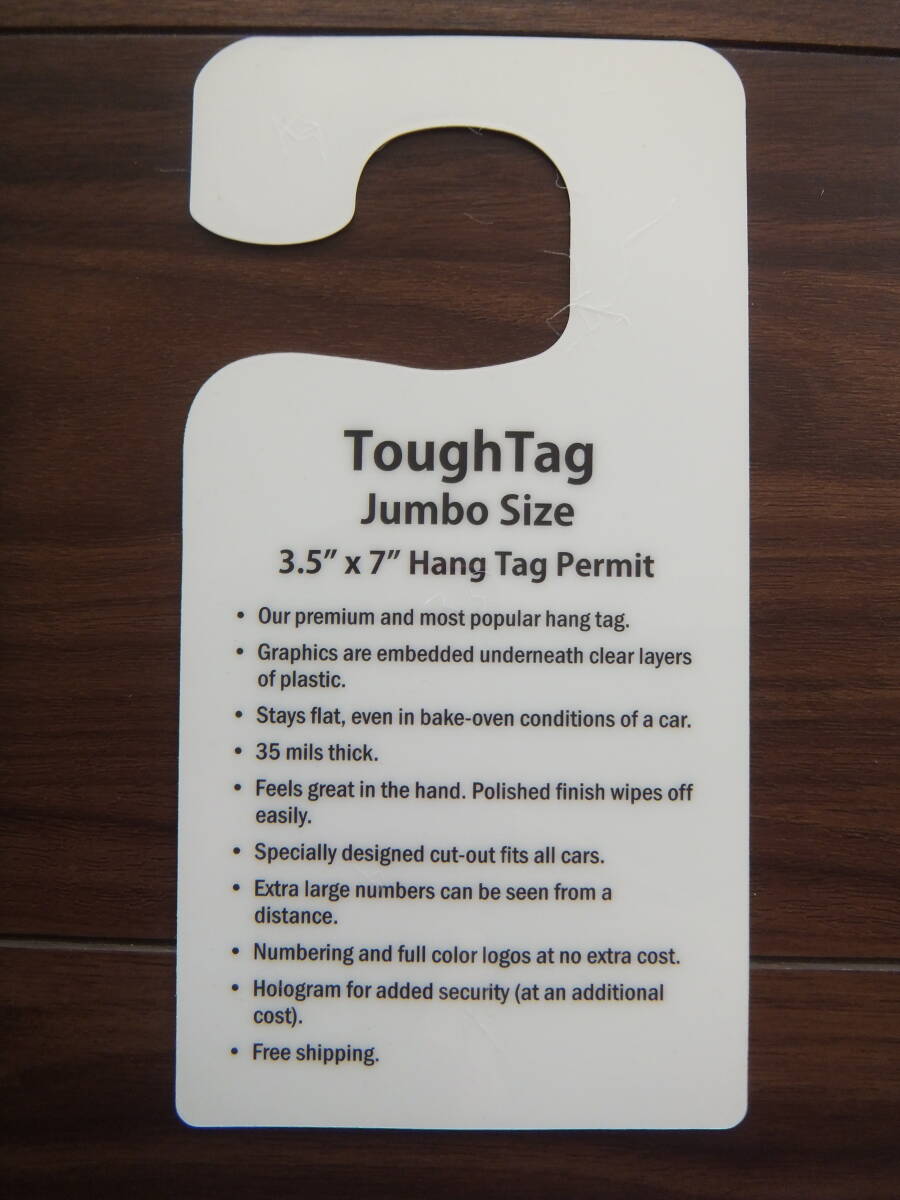 ToughTag
Jumbo Size
3.5” x 7” Hang Tag Permit
• Our premium and most popular hang tag.
• Graphics are embedded underneath clear layers
of plastic.
• Stays flat, even in bake-oven conditions of a car.
• 35 mils thick.
• Feels great in the hand. Polished finish wipes off
easily.
• Specially designed cut-out fits all cars.
• Extra large numbers can be seen from a
distance.
• Numbering and full color logos at no extra cost.
• Hologram for added security (at an additional
cost).
• Free shipping.